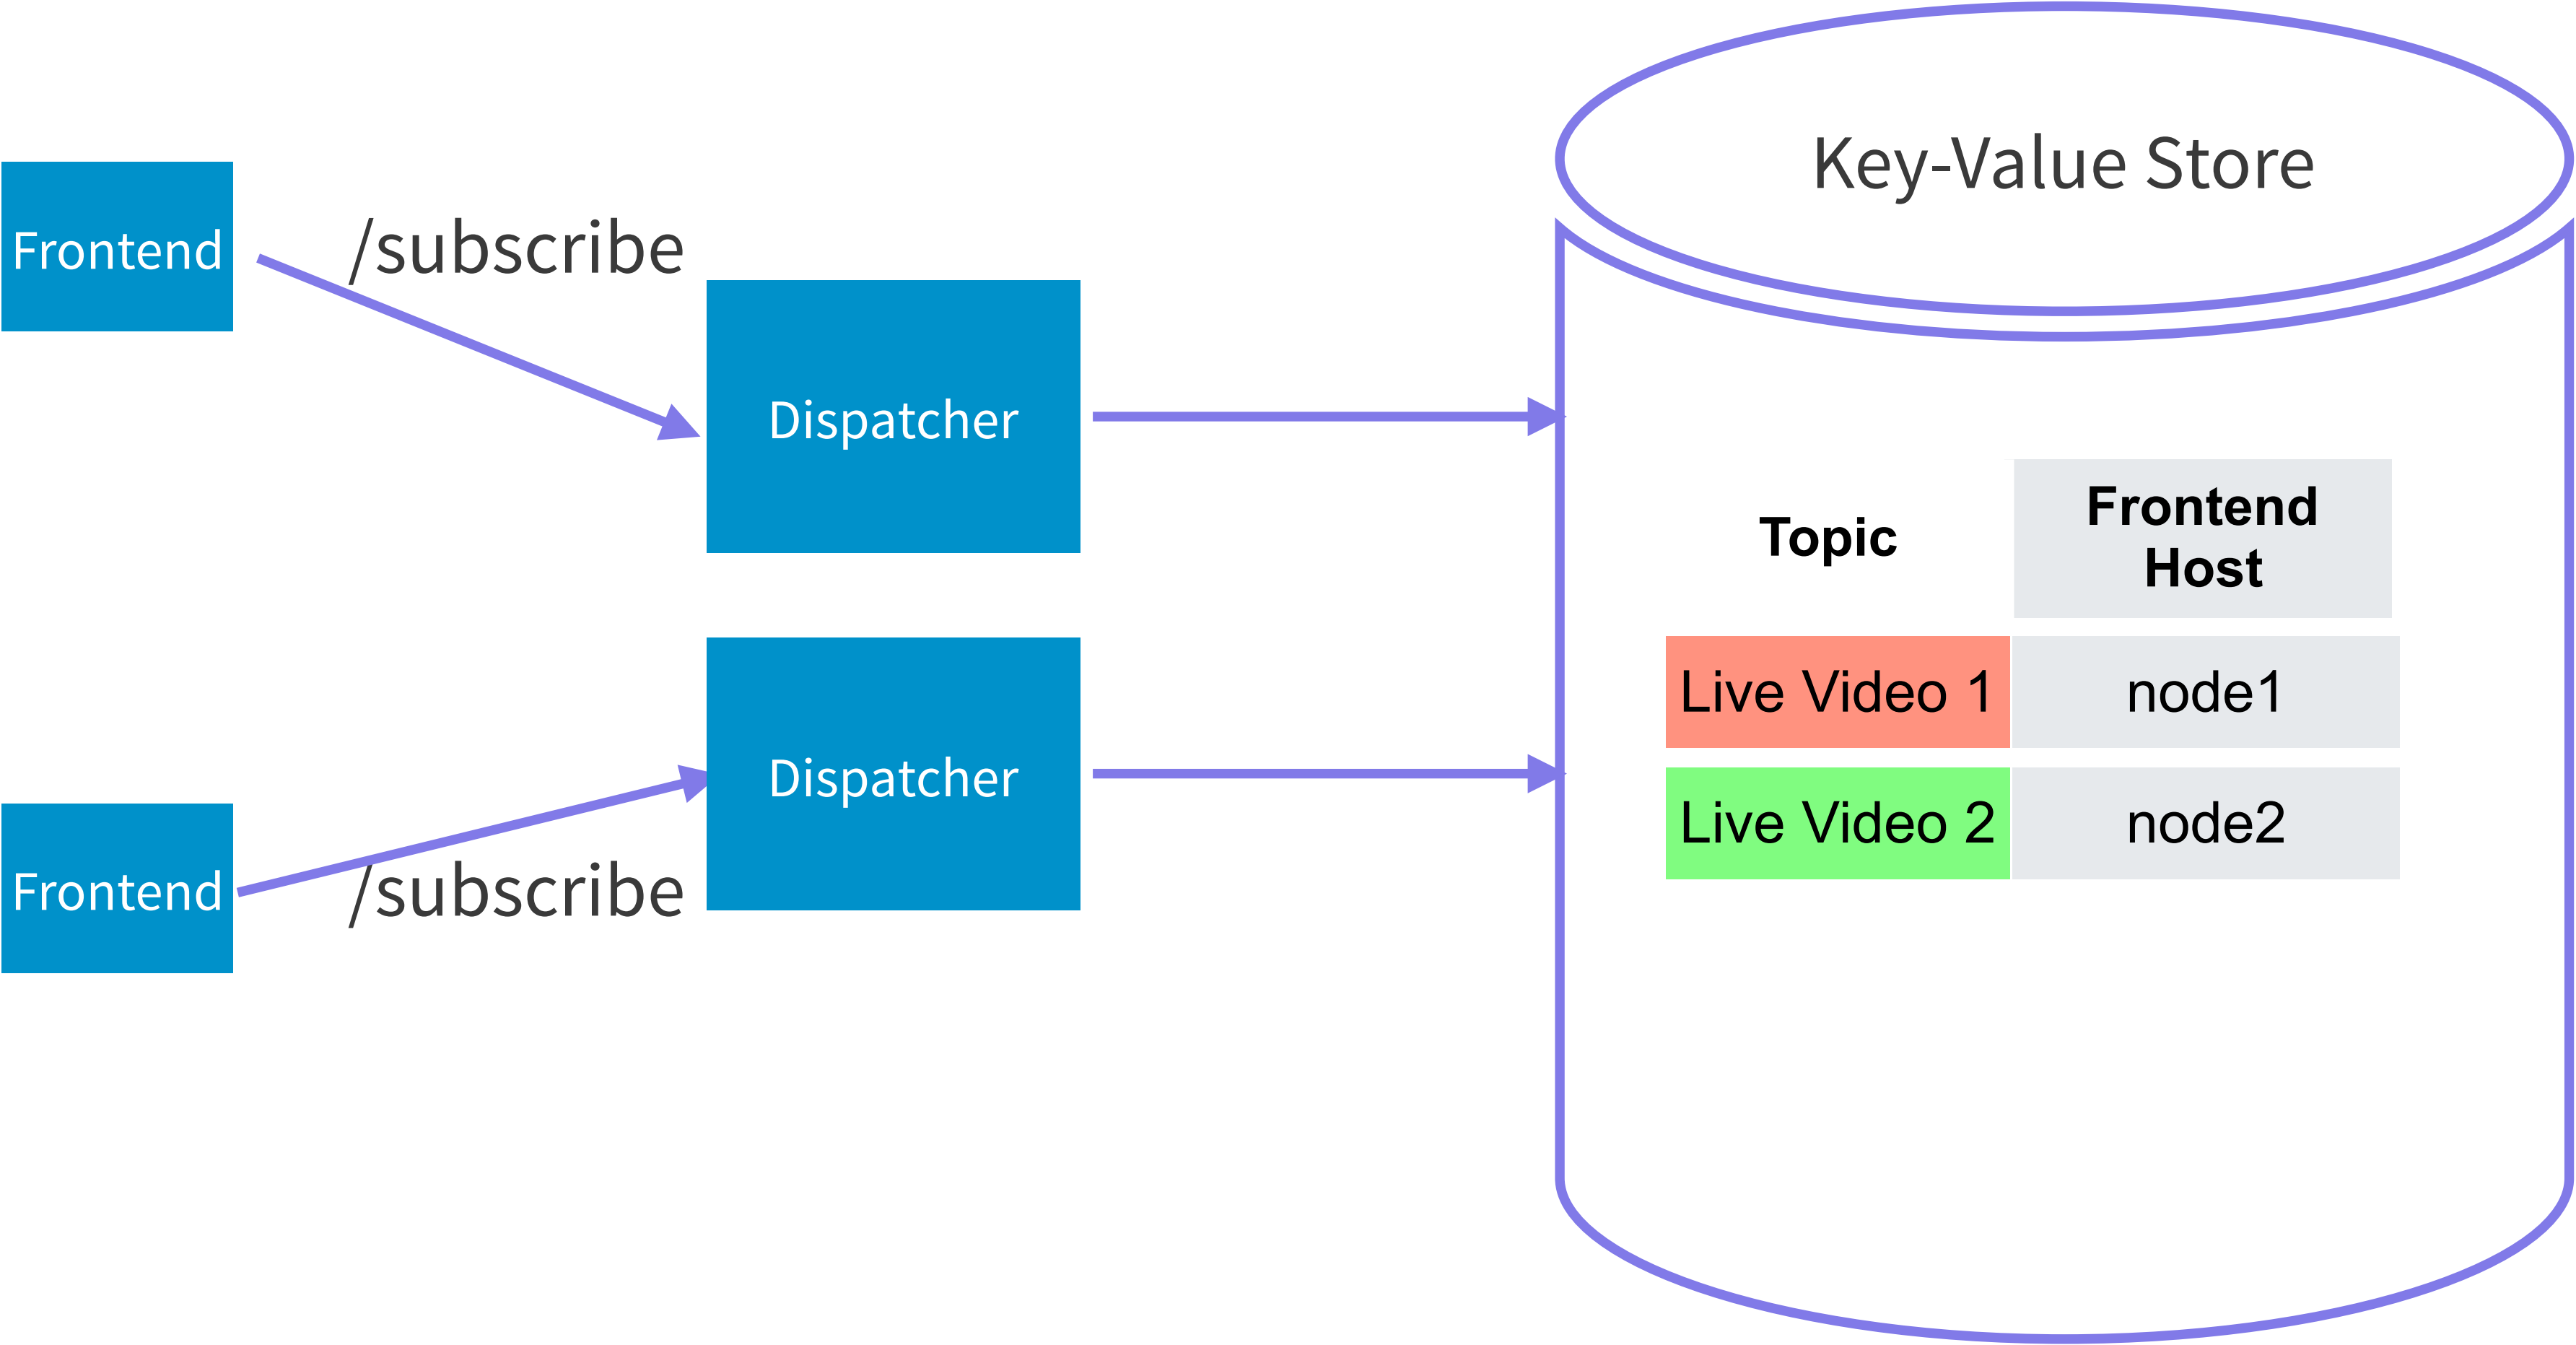 Frontend
/subscribe
Dispatcher
Frontend
/subscribe
Dispatcher
Key-Value Store
Topic
Frontend
Host
Live Video 1
node1
Live Video 2
node2